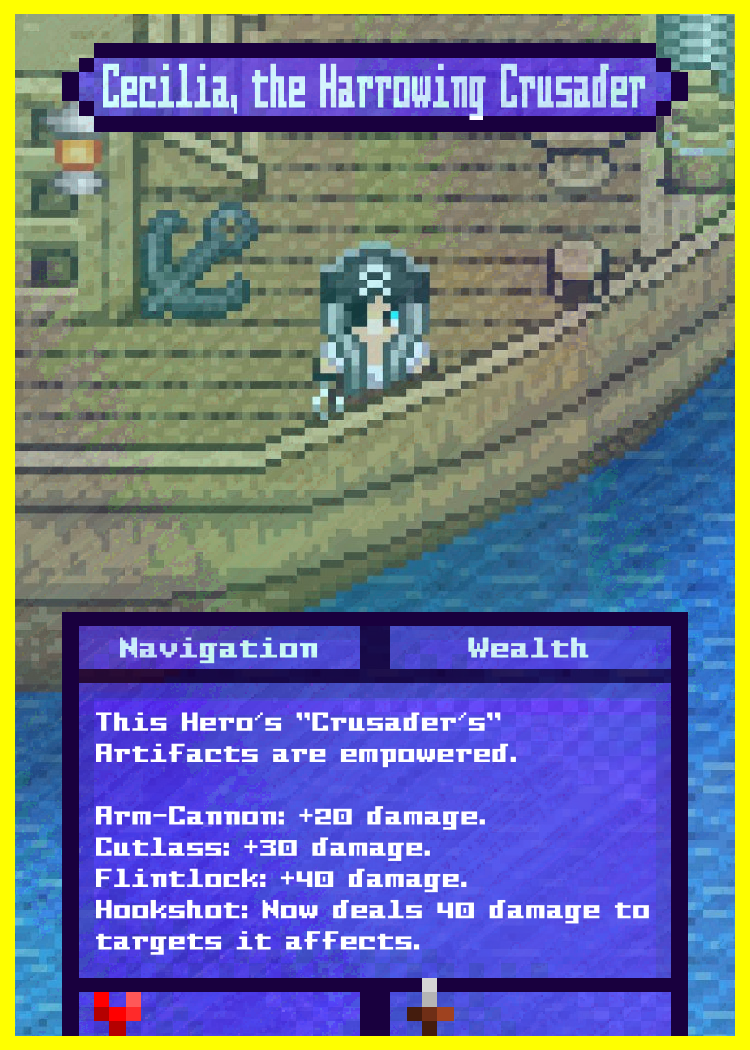 Cecilia, the Harrowing Crusader
Navigation
Wealth
This Hero's "Crusader's"
Artifacts are empowered.
Arm-Cannon: +20 damage.
Cutlass: +30 damage.
Flintlock: +40 damage.
Hookshot: Now deals 40 damage to
targets it affects.